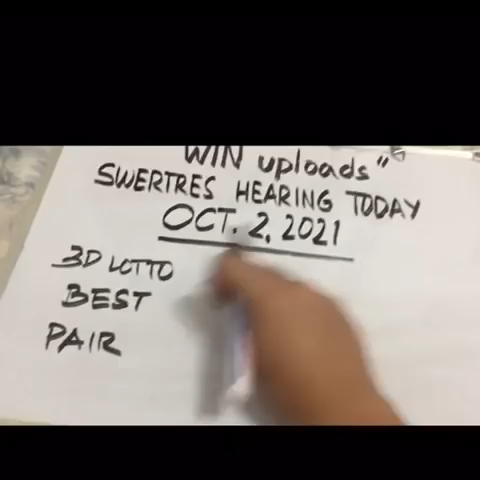 WIN uploads"
SWERTRES HEARING TODAY
OCT. 2, 2021
3D LOTTO
BEST
PAIR